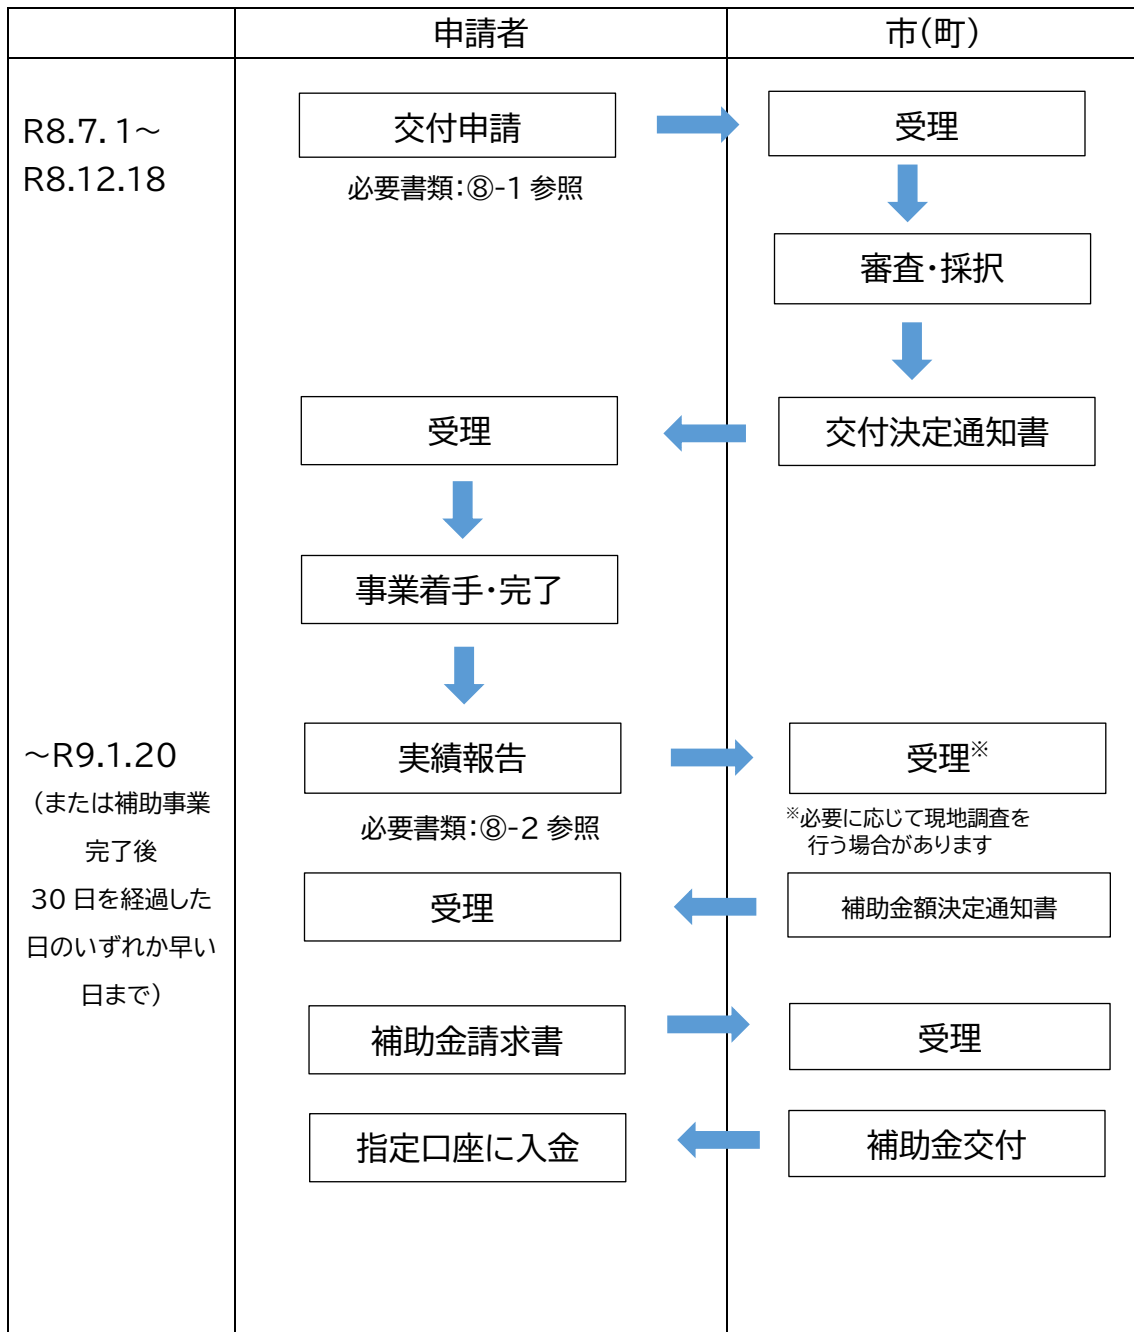 申請者
市（町）
R8.7.1～
R8.12.18
交付申請
受理
必要書類：⑧-1 参照
審査・採択
受理
交付決定通知書
事業着手・完了
～R9.1.20
（または補助事業
完了後
30 日を経過した
日のいずれか早い
日まで）
実績報告
受理※
必要書類：⑧-2 参照
※必要に応じて現地調査を
行う場合があります
受理
補助金額決定通知書
補助金請求書
受理
指定口座に入金
補助金交付